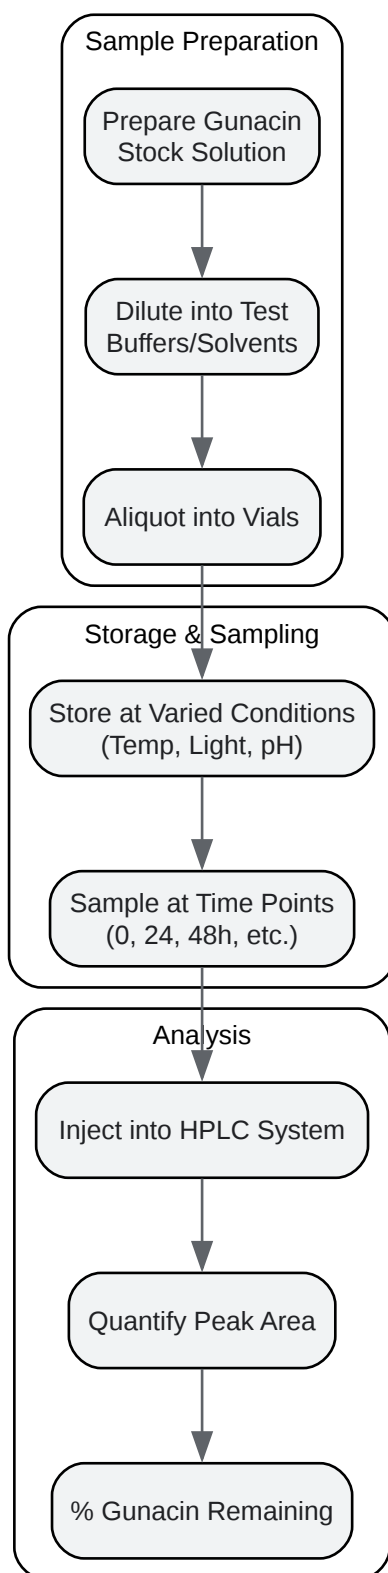 Sample Preparation
Prepare Gunacin
Stock Solution
Dilute into Test
Buffers/Solvents
Aliquot into Vials
Storage & Sampling
Store at Varied Conditions
(Temp, Light, pH)
Sample at Time Points
(0, 24, 48h, etc.)
Analysis
Inject into HPLC System
Quantify Peak Area
% Gunacin Remaining